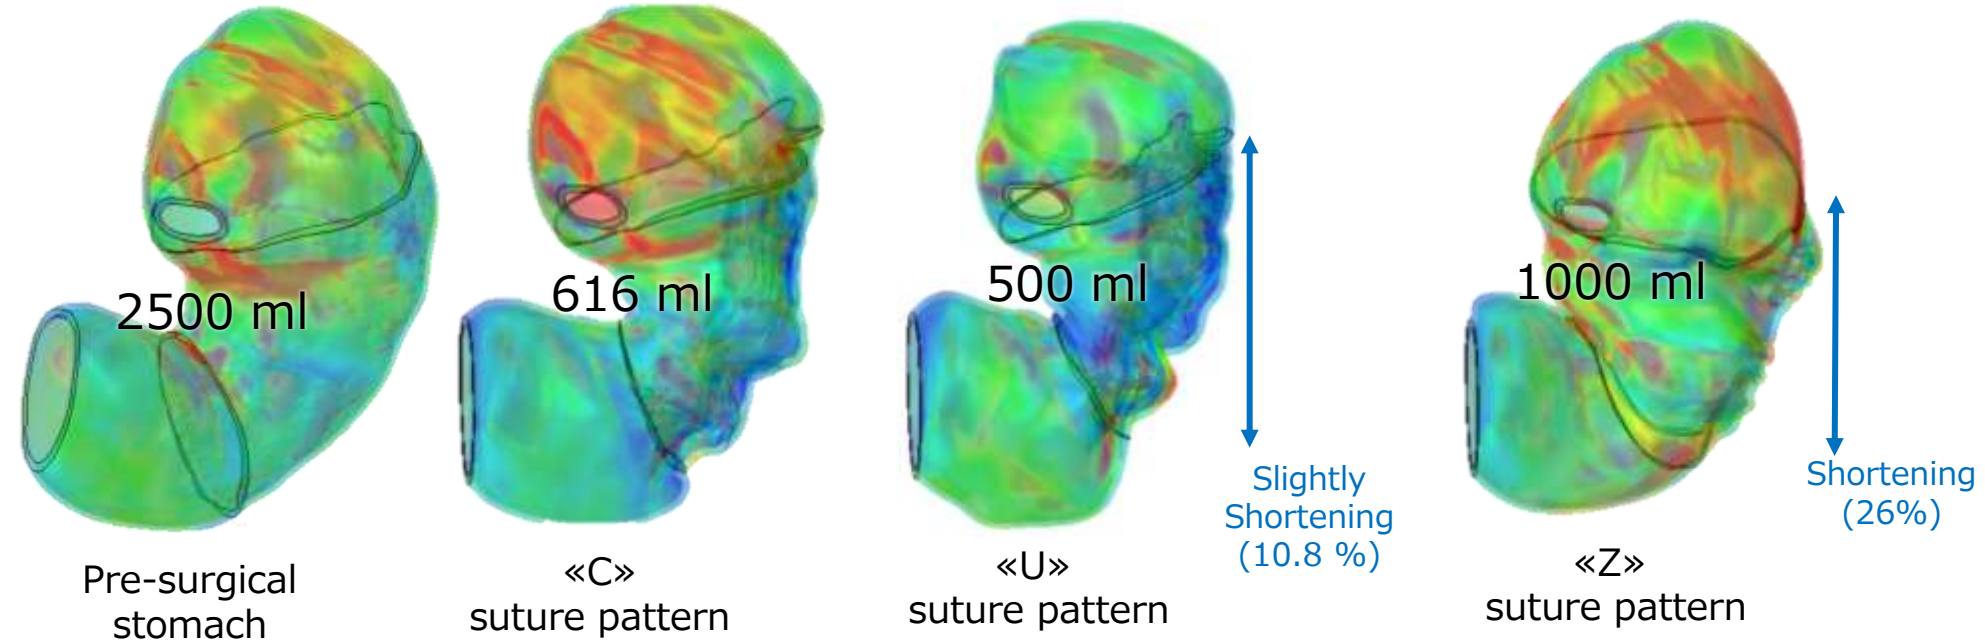 2500 ml
616 ml
500 ml
1000 ml
Slightly
Shortening
(10.8 %)
Shortening
(26%)
Pre-surgical
stomach
«C»
suture pattern
«U»
suture pattern
«Z»
suture pattern